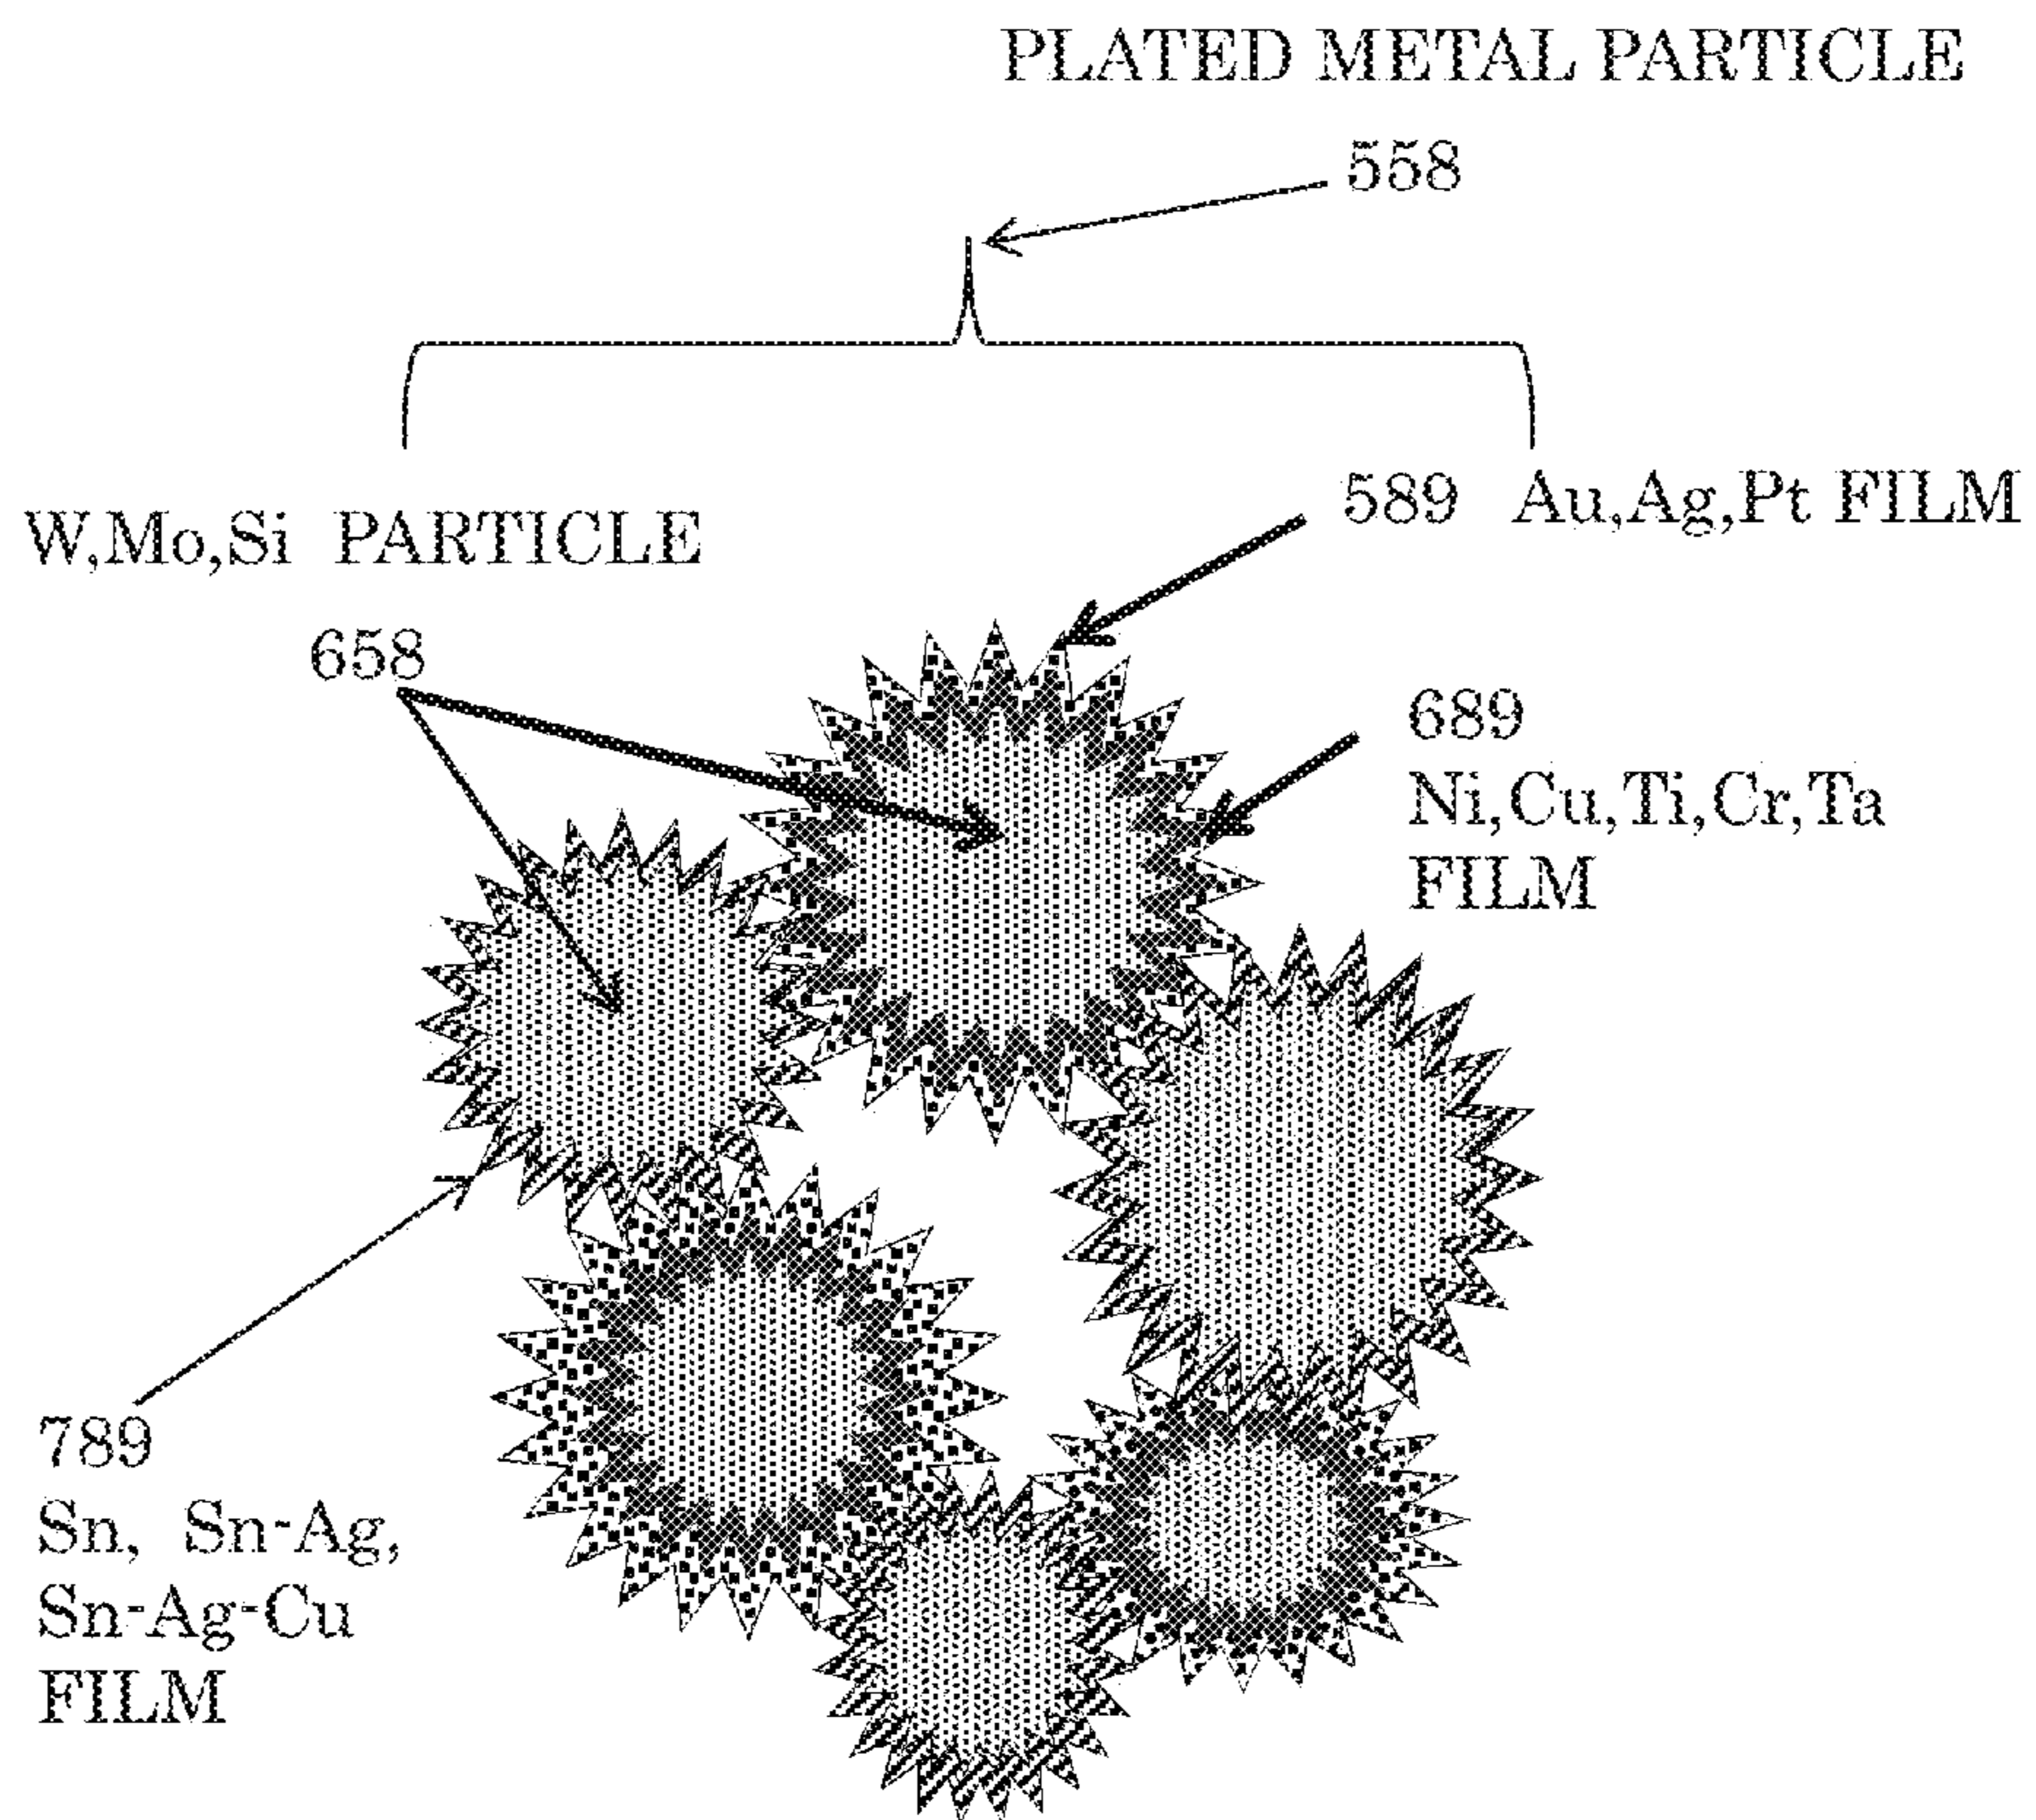 PLATED METAL PARTICLE
558
W,Mo,Si PARTICLE
658
589 Au,Ag,Pt FILM
689
Ni,Cu,Ti,Cr,Ta
FILM
789
Sn, Sn-Ag,
Sn-Ag-Cu
FILM